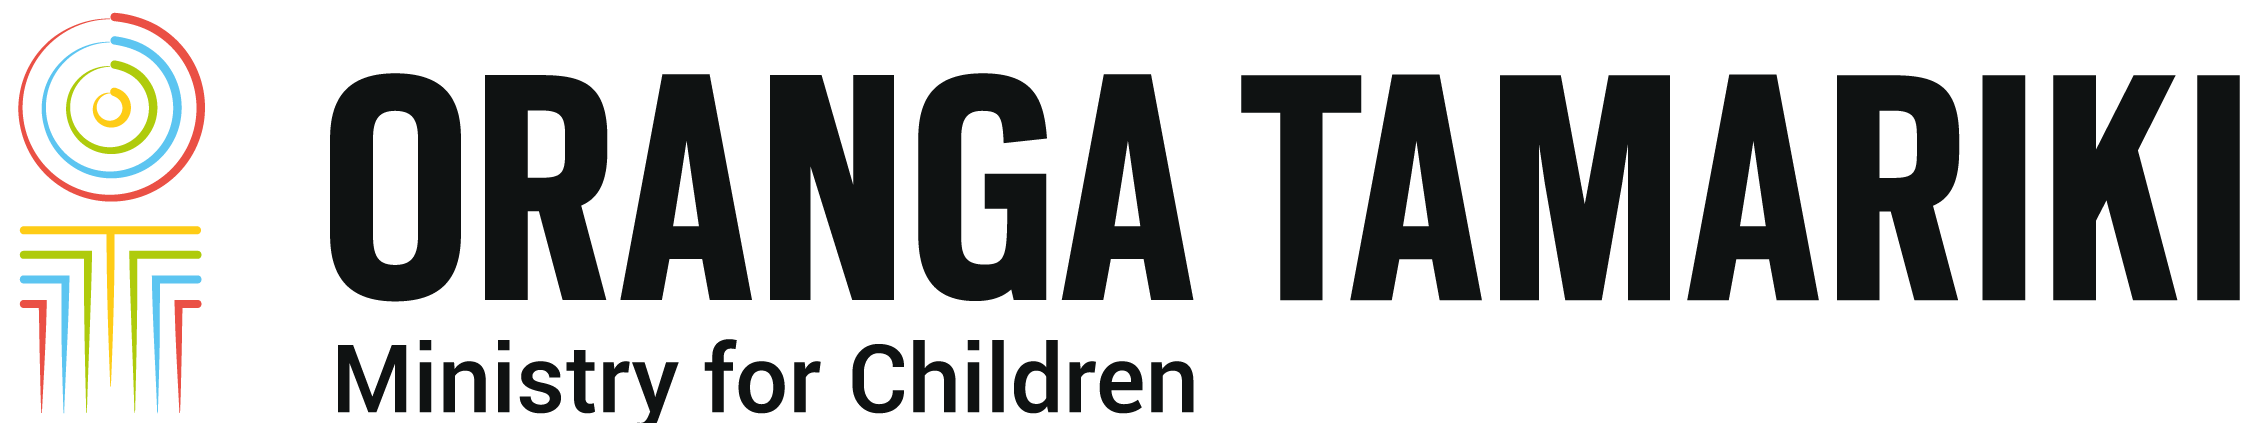 ORANGA TAMARIKI
Ministry for Children